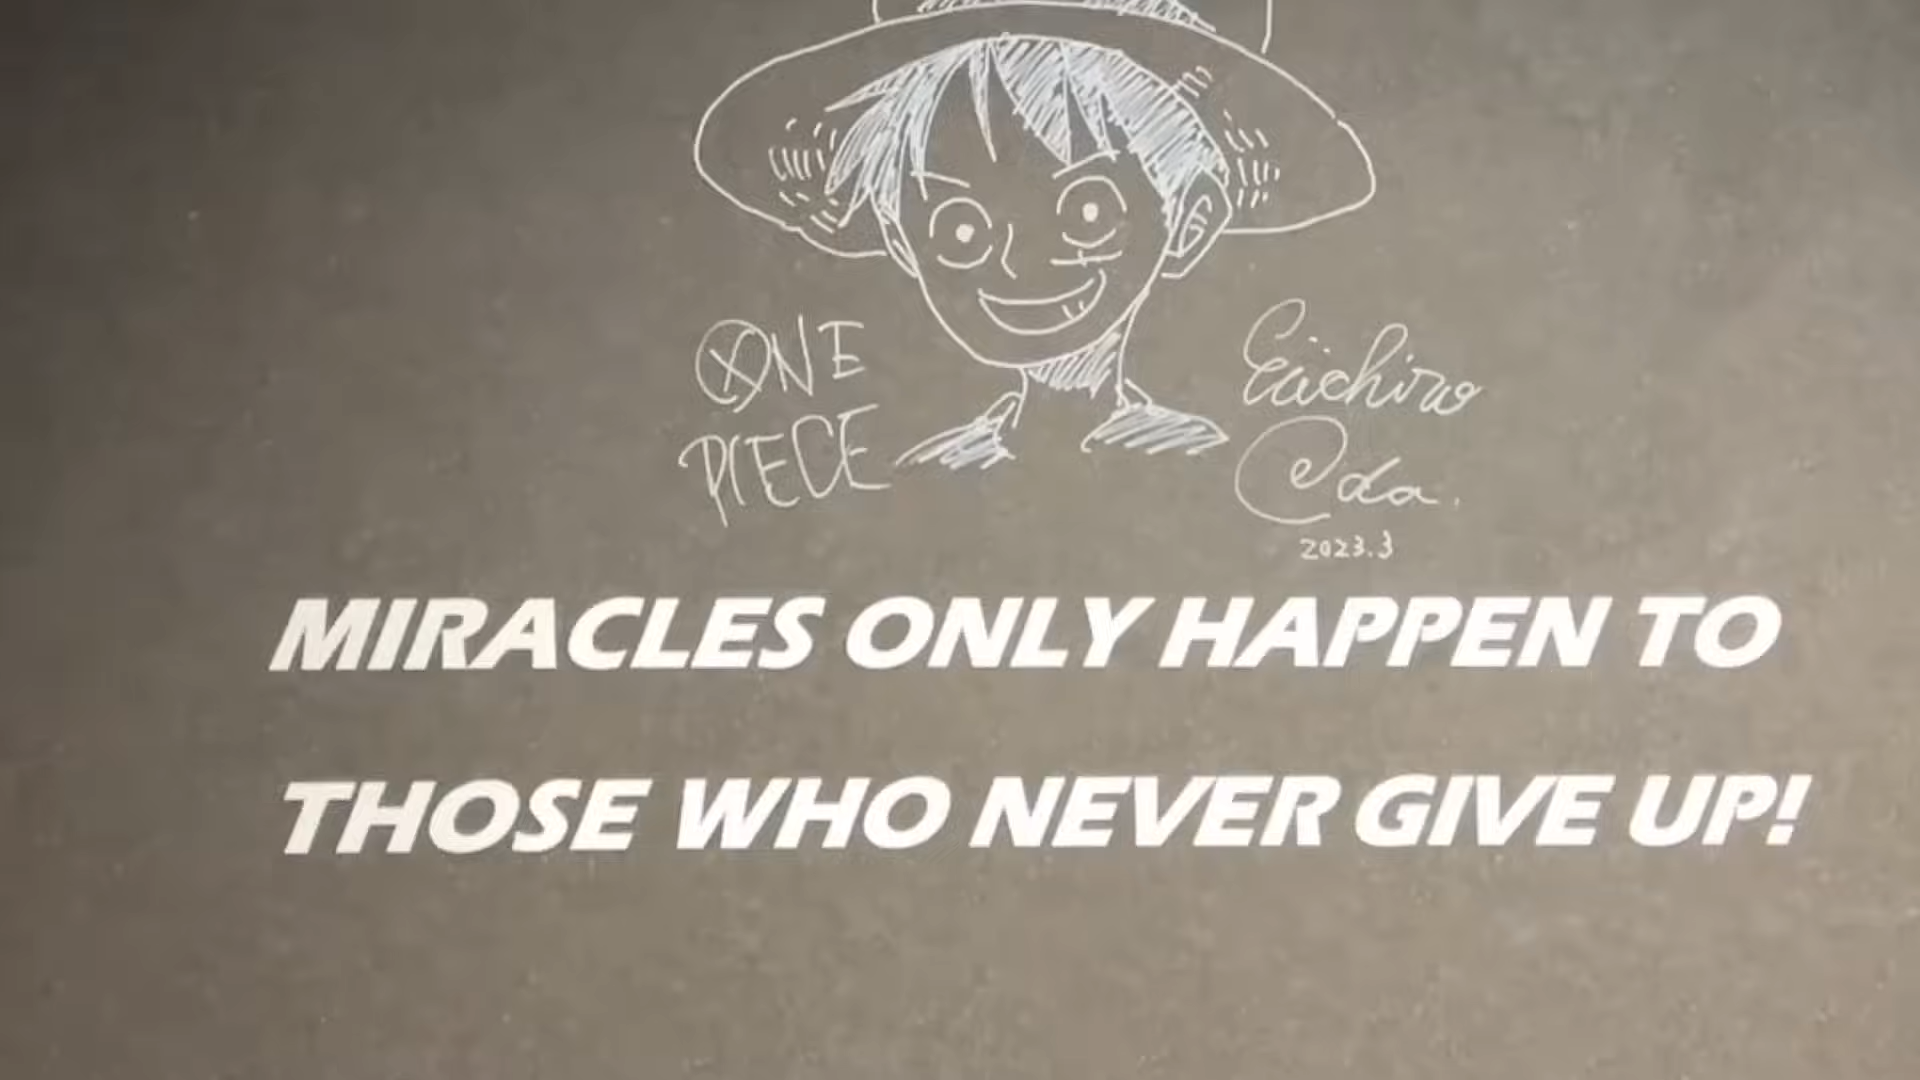 ONE
PIECE
Eiichiro
Oda.
2023.3
MIRACLES ONLY HAPPEN TO
THOSE WHO NEVER GIVE UP!